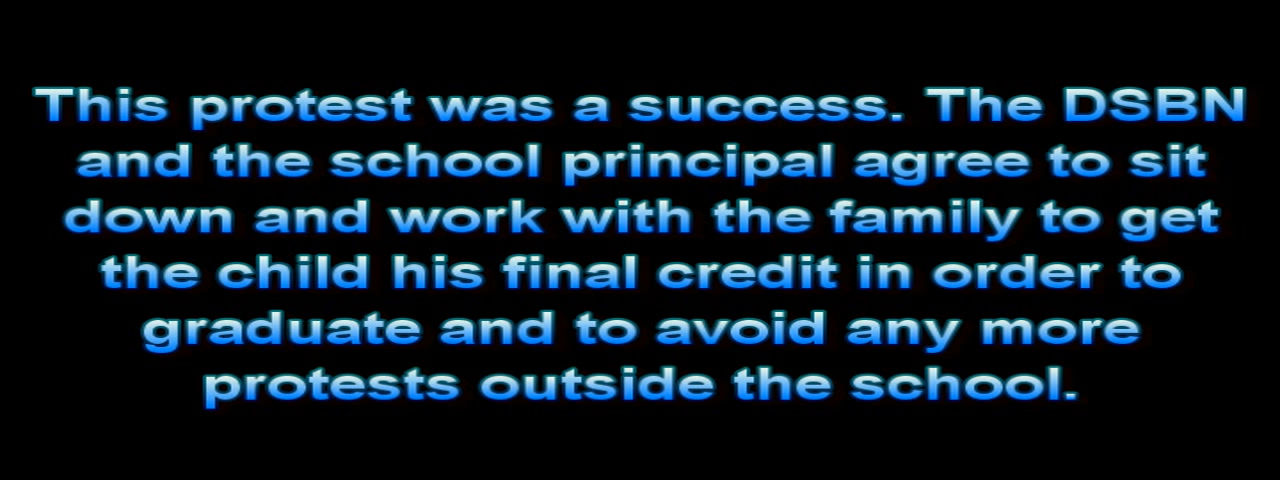 This protest was a success. The DSBN
and the school principal agree to sit
down and work with the family to get
the child his final credit in order to
graduate and to avoid any more
protests outside the school.